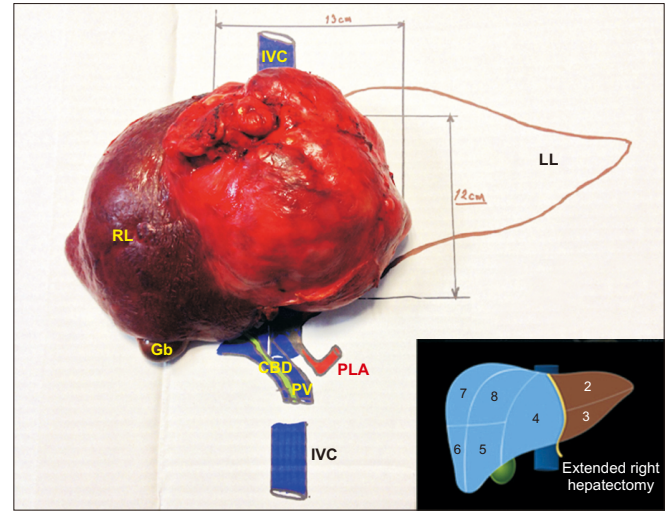 13cm
IVC
LL
12cm
RL
Gb
CBD
PLA
PV
IVC
7
8
2
4
3
6
5
Extended right
hepatectomy